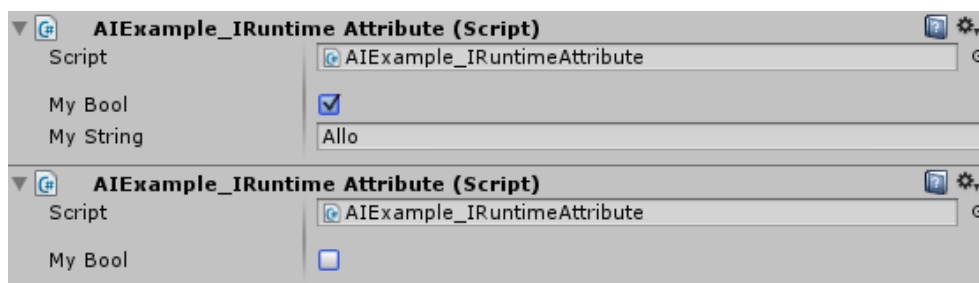 AIExample_IRuntime Attribute (Script)
Script AIExample_IRuntimeAttribute
My Bool
My String Allo
AIExample_IRuntime Attribute (Script)
Script AIExample_IRuntimeAttribute
My Bool